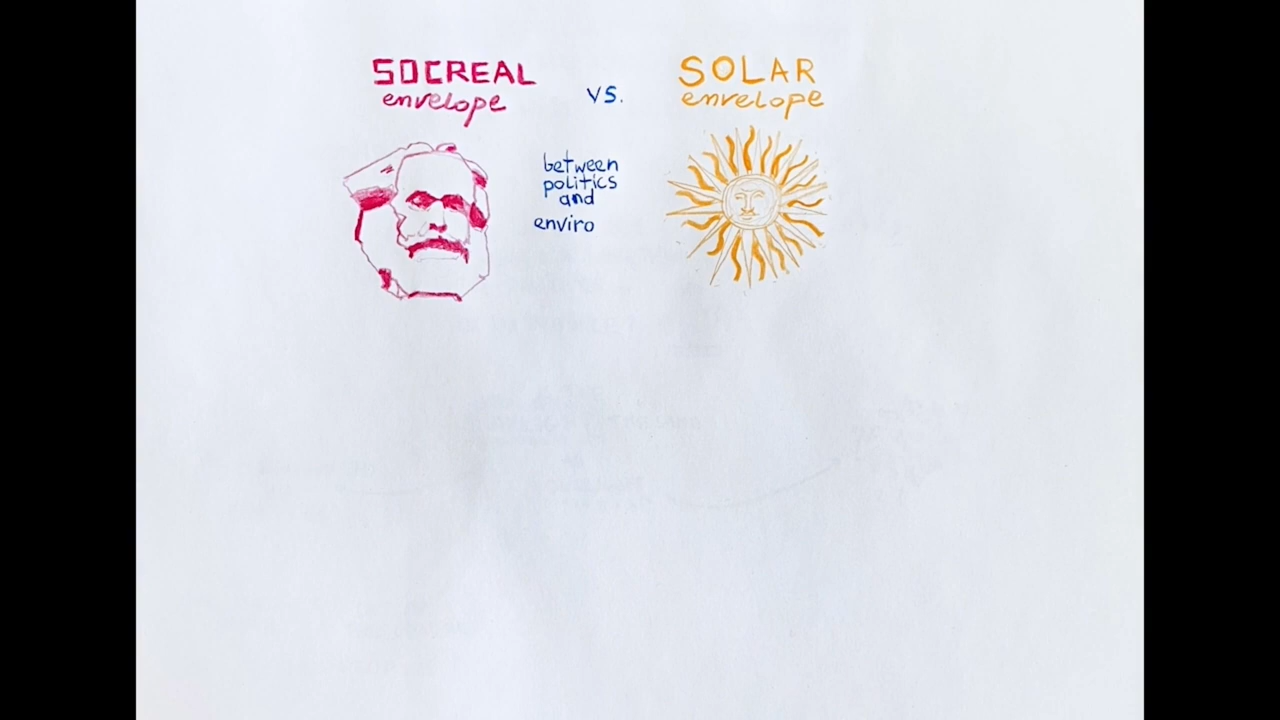 SOCREAL
envelope
vs.
SOLAR
envelope
between
politics
and
enviro